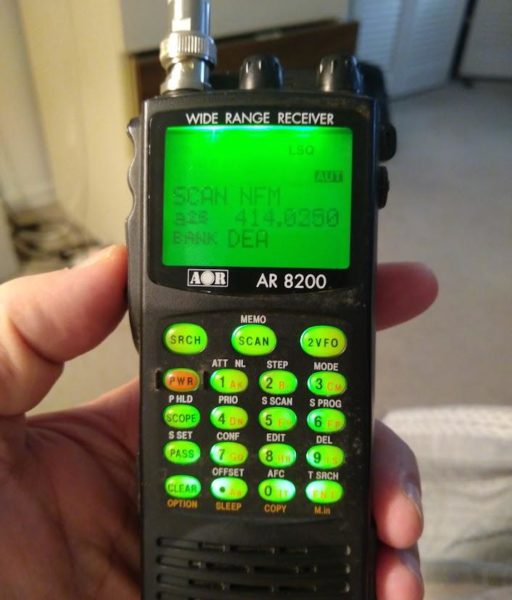 WIDE RANGE RECEIVER
LSQ
AUT
SCAN NFM
414.0250
BANK DEA
AOR AR 8200
MEMO
SRCH SCAN 2VFO
ATT NL STEP MODE
PWR 1 2 3
P HLD PRIO S SCAN S PROG
SCOPE 4 5 6
S SET CONF EDIT DEL
PASS 7 8 9
OFFSET AFC T SRCH
CLEAR 0 ENT
OPTION SLEEP COPY M.in